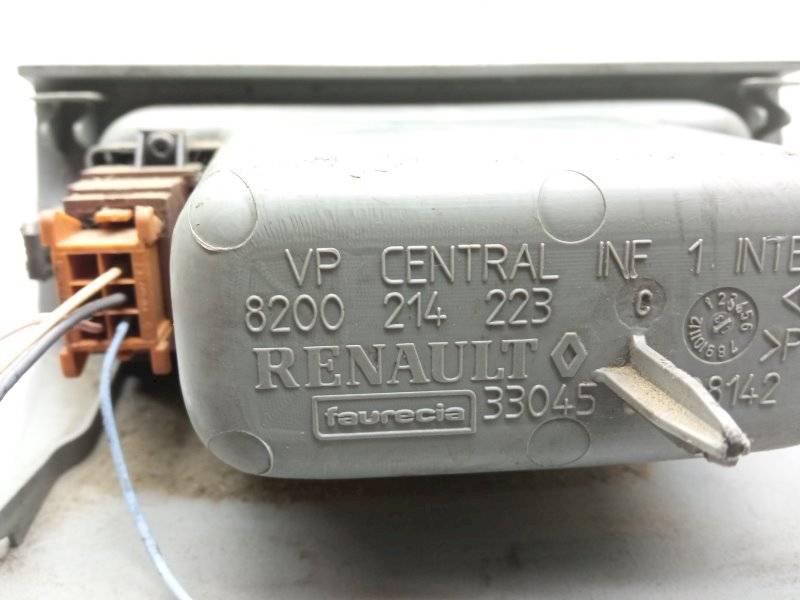 VP CENTRAL INF 1. INTE
8200 214 223
C
RENAULT
>P
faurecia 33045 8142